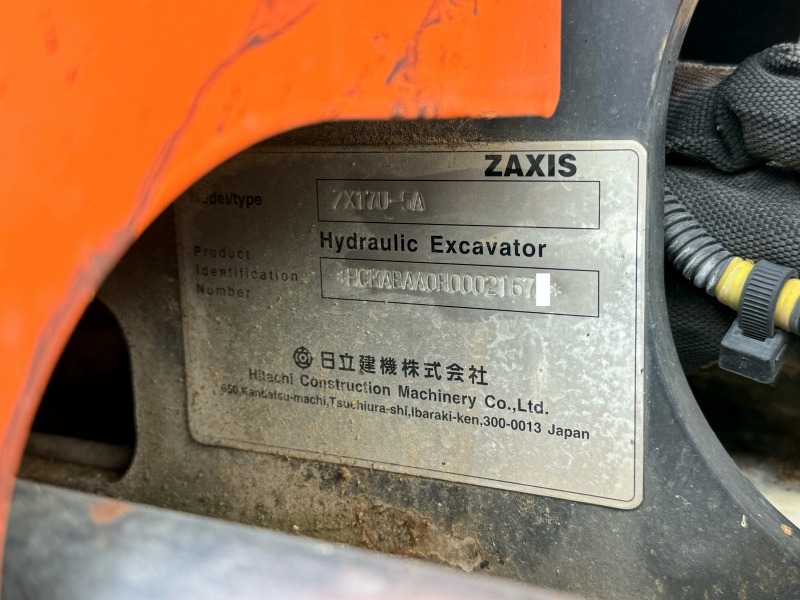 ZAXIS
Model/type ZX17U-5A
Hydraulic Excavator
Product
Identification
Number
*HCMABAA0H0002167
*
日立建機株式会社
Hitachi Construction Machinery Co.,Ltd.
650,Kandatsu-machi,Tsuchiura-shi,Ibaraki-ken,300-0013 Japan